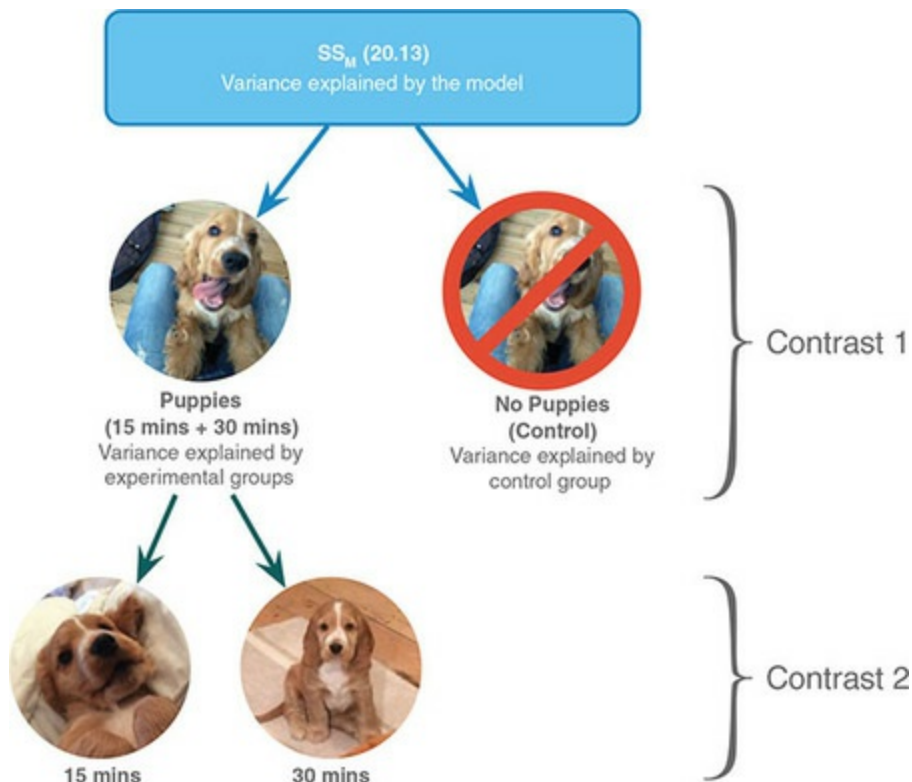 SSM (20.13)
Variance explained by the model
Puppies
(15 mins + 30 mins)
Variance explained by
experimental groups
No Puppies
(Control)
Variance explained by
control group
Contrast 1
15 mins
30 mins
Contrast 2